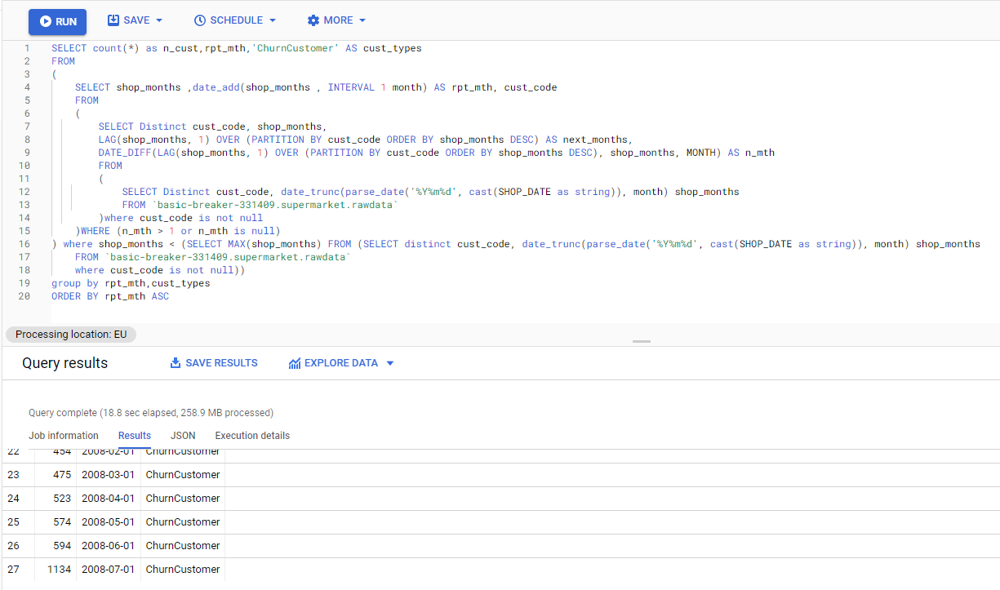 RUN SAVE SCHEDULE MORE
1 SELECT count(*) as n_cust,rpt_mth,'ChurnCustomer' AS cust_types
2 FROM
3 (
4 SELECT shop_months ,date_add(shop_months , INTERVAL 1 month) AS rpt_mth, cust_code
5 FROM
6 (
7 SELECT Distinct cust_code, shop_months,
8 LAG(shop_months, 1) OVER (PARTITION BY cust_code ORDER BY shop_months DESC) AS next_months,
9 DATE_DIFF(LAG(shop_months, 1) OVER (PARTITION BY cust_code ORDER BY shop_months DESC), shop_months, MONTH) AS n_mth
10 FROM
11 (
12 SELECT Distinct cust_code, date_trunc(parse_date('%Y%m%d', cast(SHOP_DATE as string)), month) shop_months
13 FROM `basic-breaker-331409.supermarket.rawdata`
14 )where cust_code is not null
15 )WHERE (n_mth > 1 or n_mth is null)
16 ) where shop_months < (SELECT MAX(shop_months) FROM (SELECT distinct cust_code, date_trunc(parse_date('%Y%m%d', cast(SHOP_DATE as string)), month) shop_months
17 FROM `basic-breaker-331409.supermarket.rawdata`
18 where cust_code is not null))
19 group by rpt_mth,cust_types
20 ORDER BY rpt_mth ASC
Processing location: EU
Query results SAVE RESULTS EXPLORE DATA
Query complete (18.8 sec elapsed, 258.9 MB processed)
Job information Results JSON Execution details
22 454 2008-02-01 ChurnCustomer
23 475 2008-03-01 ChurnCustomer
24 523 2008-04-01 ChurnCustomer
25 574 2008-05-01 ChurnCustomer
26 594 2008-06-01 ChurnCustomer
27 1134 2008-07-01 ChurnCustomer